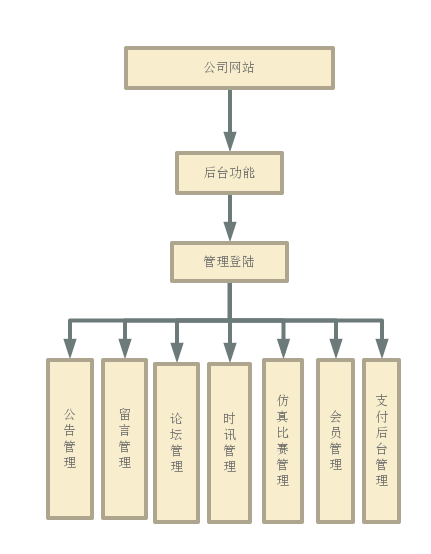 公司网站
后台功能
管理登陆
公告管理
留言管理
论坛管理
时讯管理
仿真比赛管理
会员管理
支付后台管理